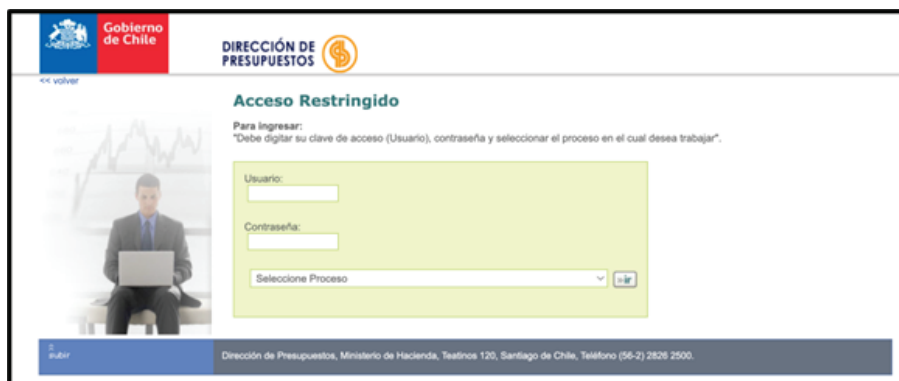 Gobierno
de Chile
DIRECCIÓN DE
PRESUPUESTOS
<< volver
Acceso Restringido
Para ingresar:
"Debe digitar su clave de acceso (Usuario), contraseña y seleccionar el proceso en el cual desea trabajar".
Usuario:
Contraseña:
Seleccione Proceso
»ir
subir
Dirección de Presupuestos, Ministerio de Hacienda, Teatinos 120, Santiago de Chile, Teléfono (56-2) 2826 2500.